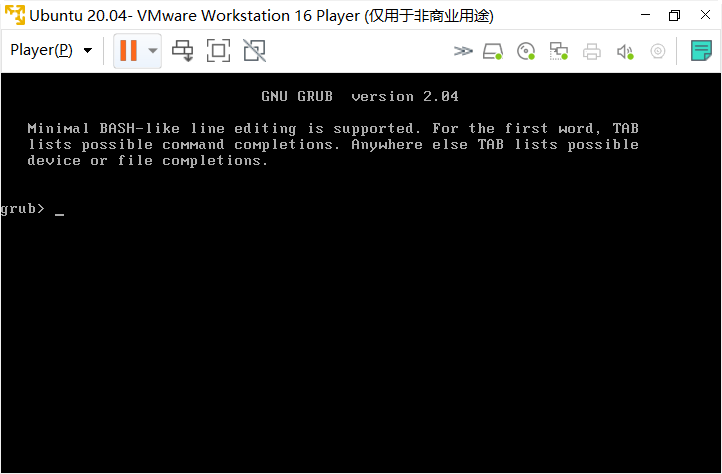 Ubuntu 20.04- VMware Workstation 16 Player (仅用于非商业用途)
Player(P)
GNU GRUB version 2.04
Minimal BASH-like line editing is supported. For the first word, TAB
lists possible command completions. Anywhere else TAB lists possible
device or file completions.
grub> _